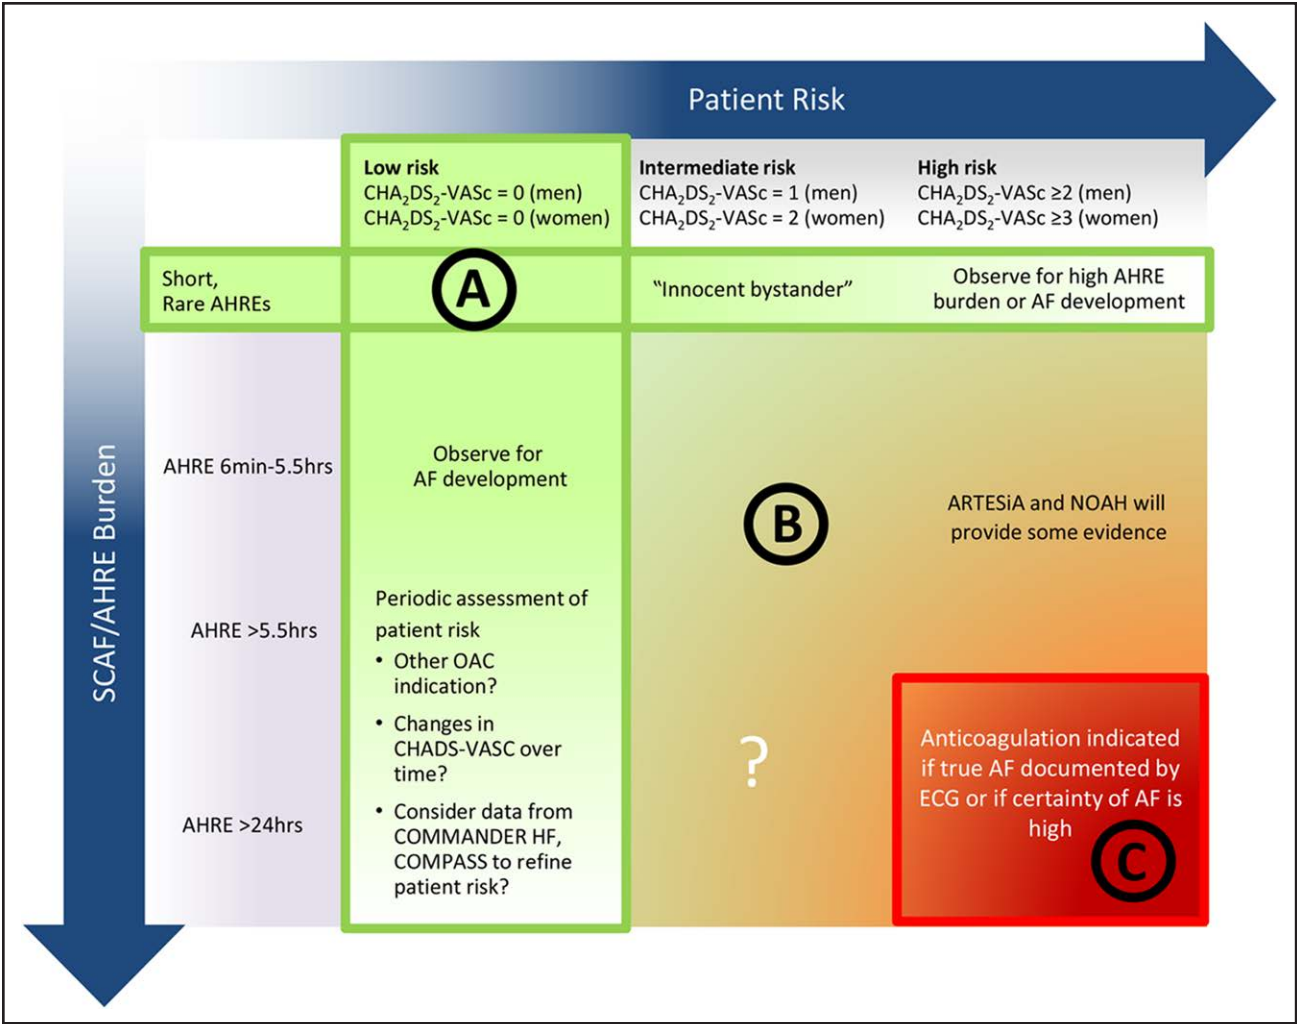 Patient Risk
SCAF/AHRE Burden
Low risk
CHA₂DS₂-VASc = 0 (men)
CHA₂DS₂-VASc = 0 (women)
Intermediate risk
CHA₂DS₂-VASc = 1 (men)
CHA₂DS₂-VASc = 2 (women)
High risk
CHA₂DS₂-VASc ≥2 (men)
CHA₂DS₂-VASc ≥3 (women)
Short,
Rare AHREs
A
“Innocent bystander”
Observe for high AHRE
burden or AF development
AHRE 6min-5.5hrs
Observe for
AF development
B
ARTESiA and NOAH will
provide some evidence
AHRE >5.5hrs
Periodic assessment of
patient risk
• Other OAC
indication?
• Changes in
CHADS-VASC over
time?
AHRE >24hrs
• Consider data from
COMMANDER HF,
COMPASS to refine
patient risk?
?
Anticoagulation indicated
if true AF documented by
ECG or if certainty of AF is
high
C